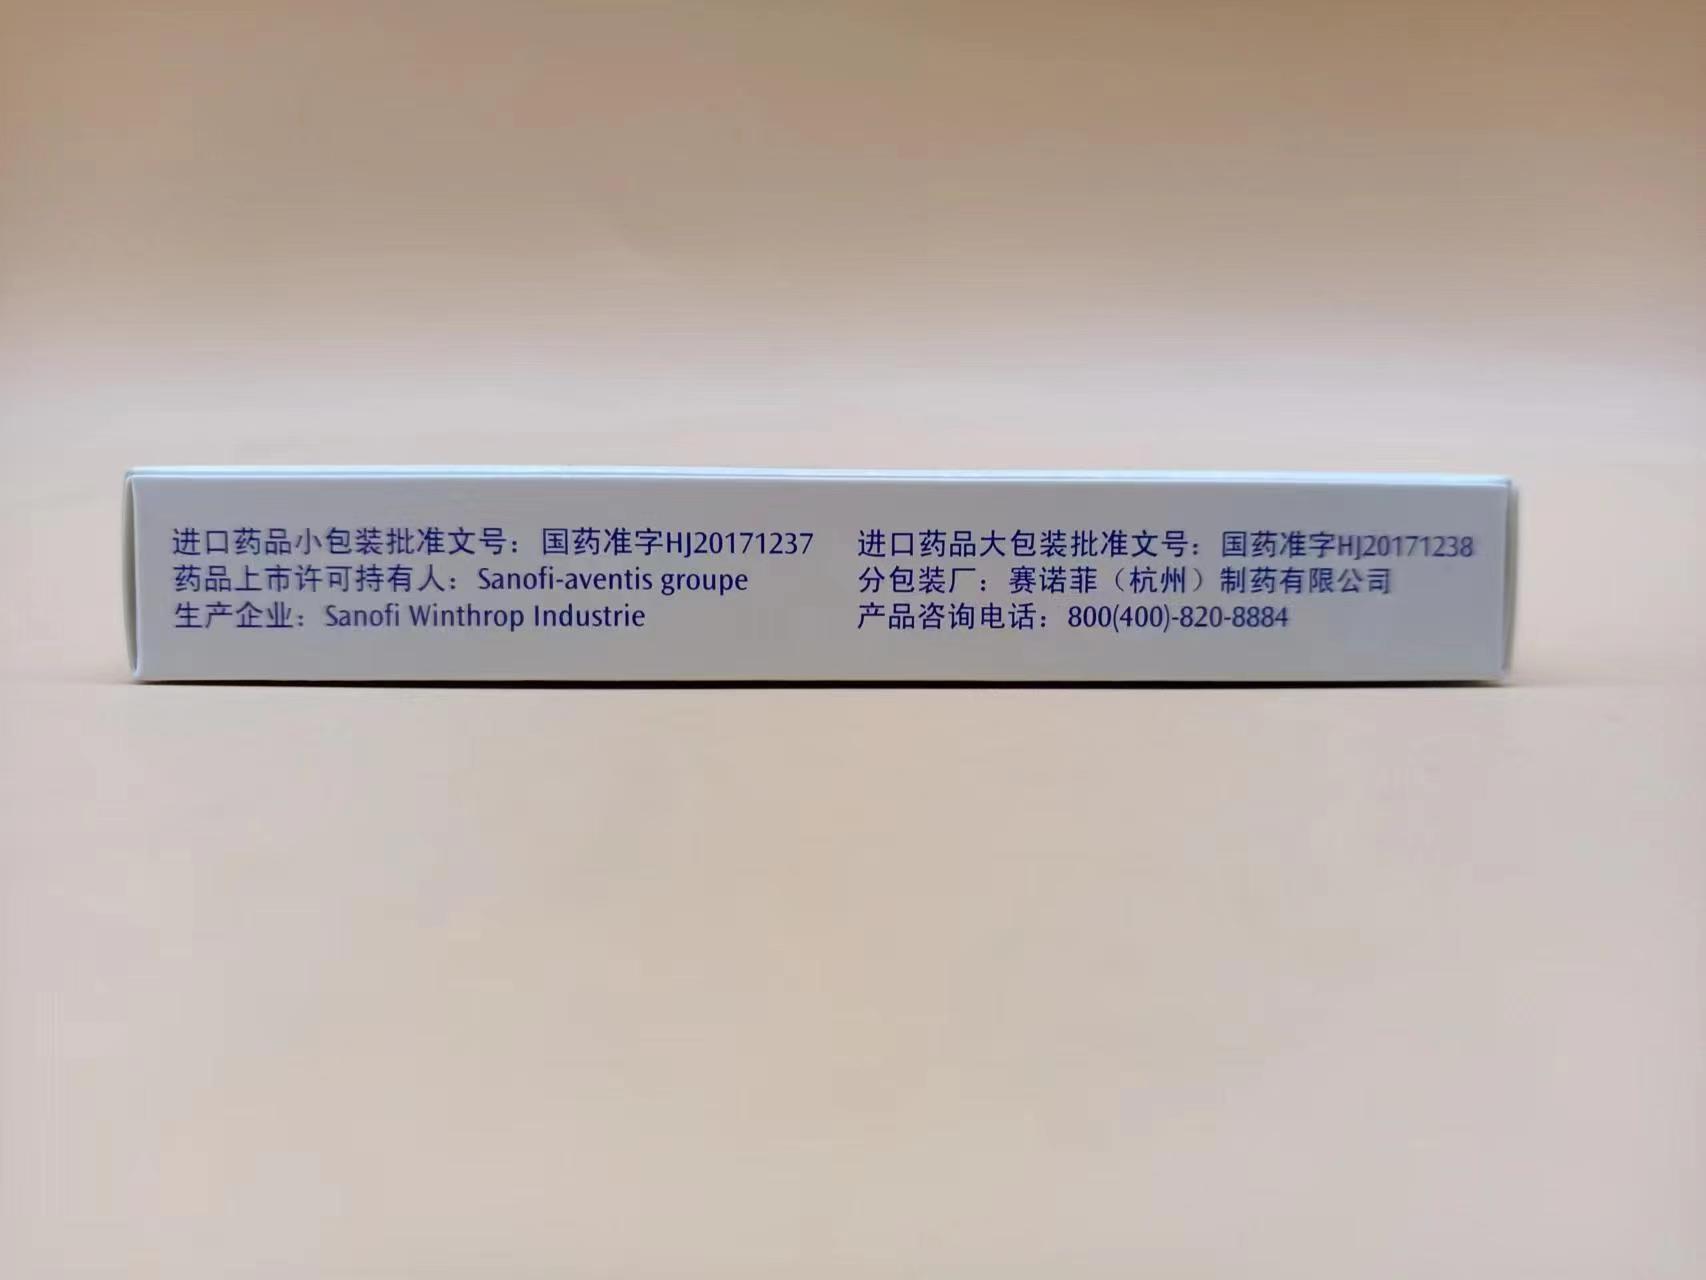 进口药品小包装批准文号：国药准字HJ20171237
药品上市许可持有人：Sanofi-aventis groupe
生产企业：Sanofi Winthrop Industrie
进口药品大包装批准文号：国药准字HJ20171238
分包装厂：赛诺菲（杭州）制药有限公司
产品咨询电话：800(400)-820-8884